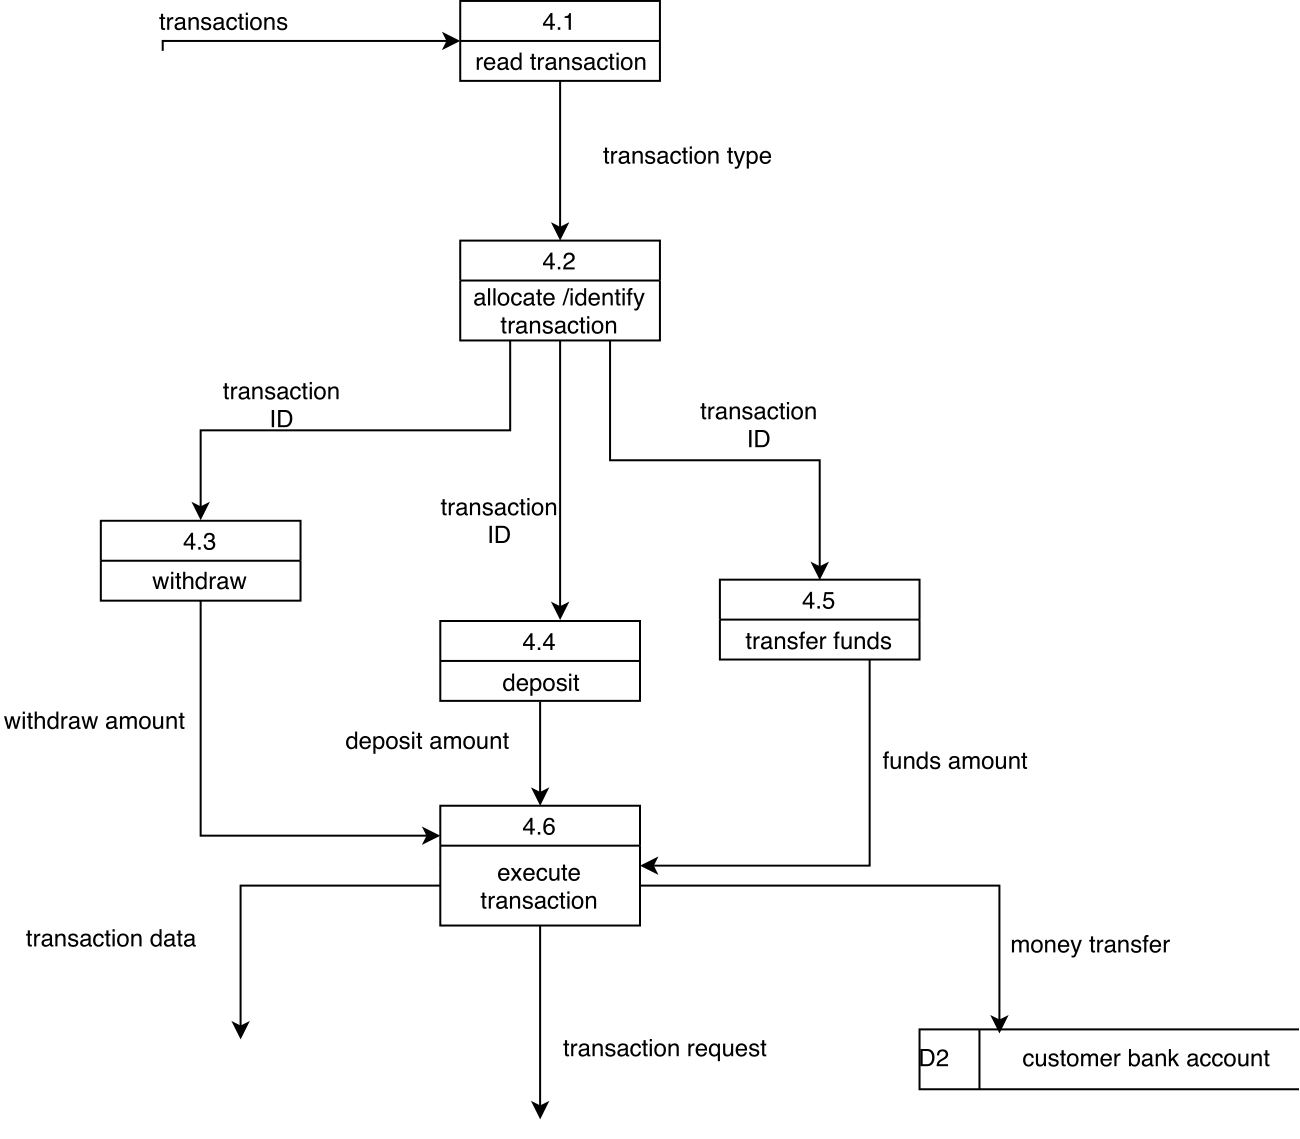 transactions
4.1
read transaction
transaction type
4.2
allocate /identify
transaction
transaction
ID
transaction
ID
transaction
ID
4.3
withdraw
4.5
transfer funds
4.4
deposit
withdraw amount
deposit amount
funds amount
4.6
execute
transaction
transaction data
money transfer
transaction request
D2
customer bank account